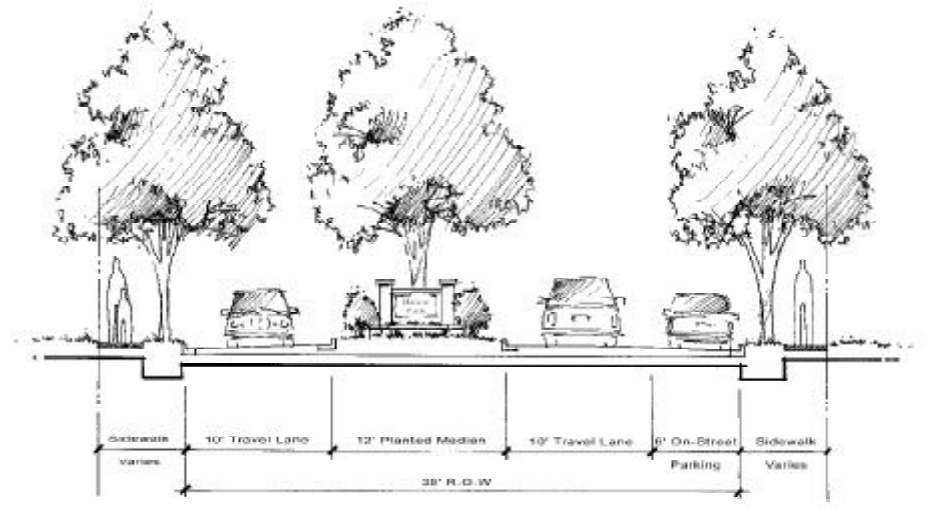 Sidewalk 10' Travel Lane 12' Planted Median 10' Travel Lane 6' On-Street Sidewalk
Varies Parking Varies
38' R-O-W